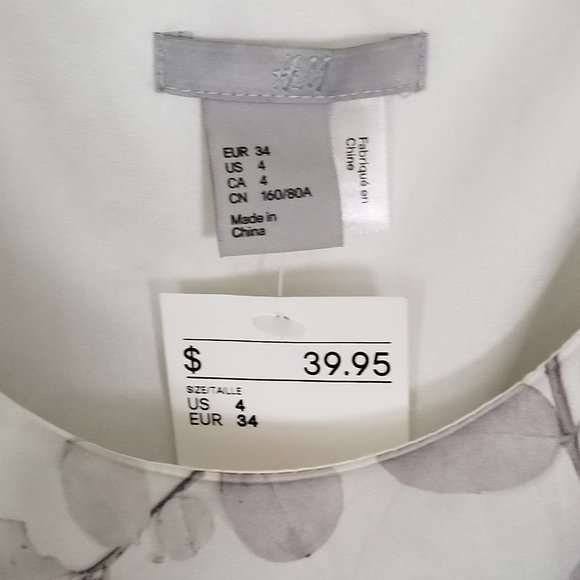 H&M
EUR 34
US 4
CA 4
CN 160/80A
Made in
China
Fabriqué en
Chine
$ 39.95
SIZE/TAILLE
US 4
EUR 34